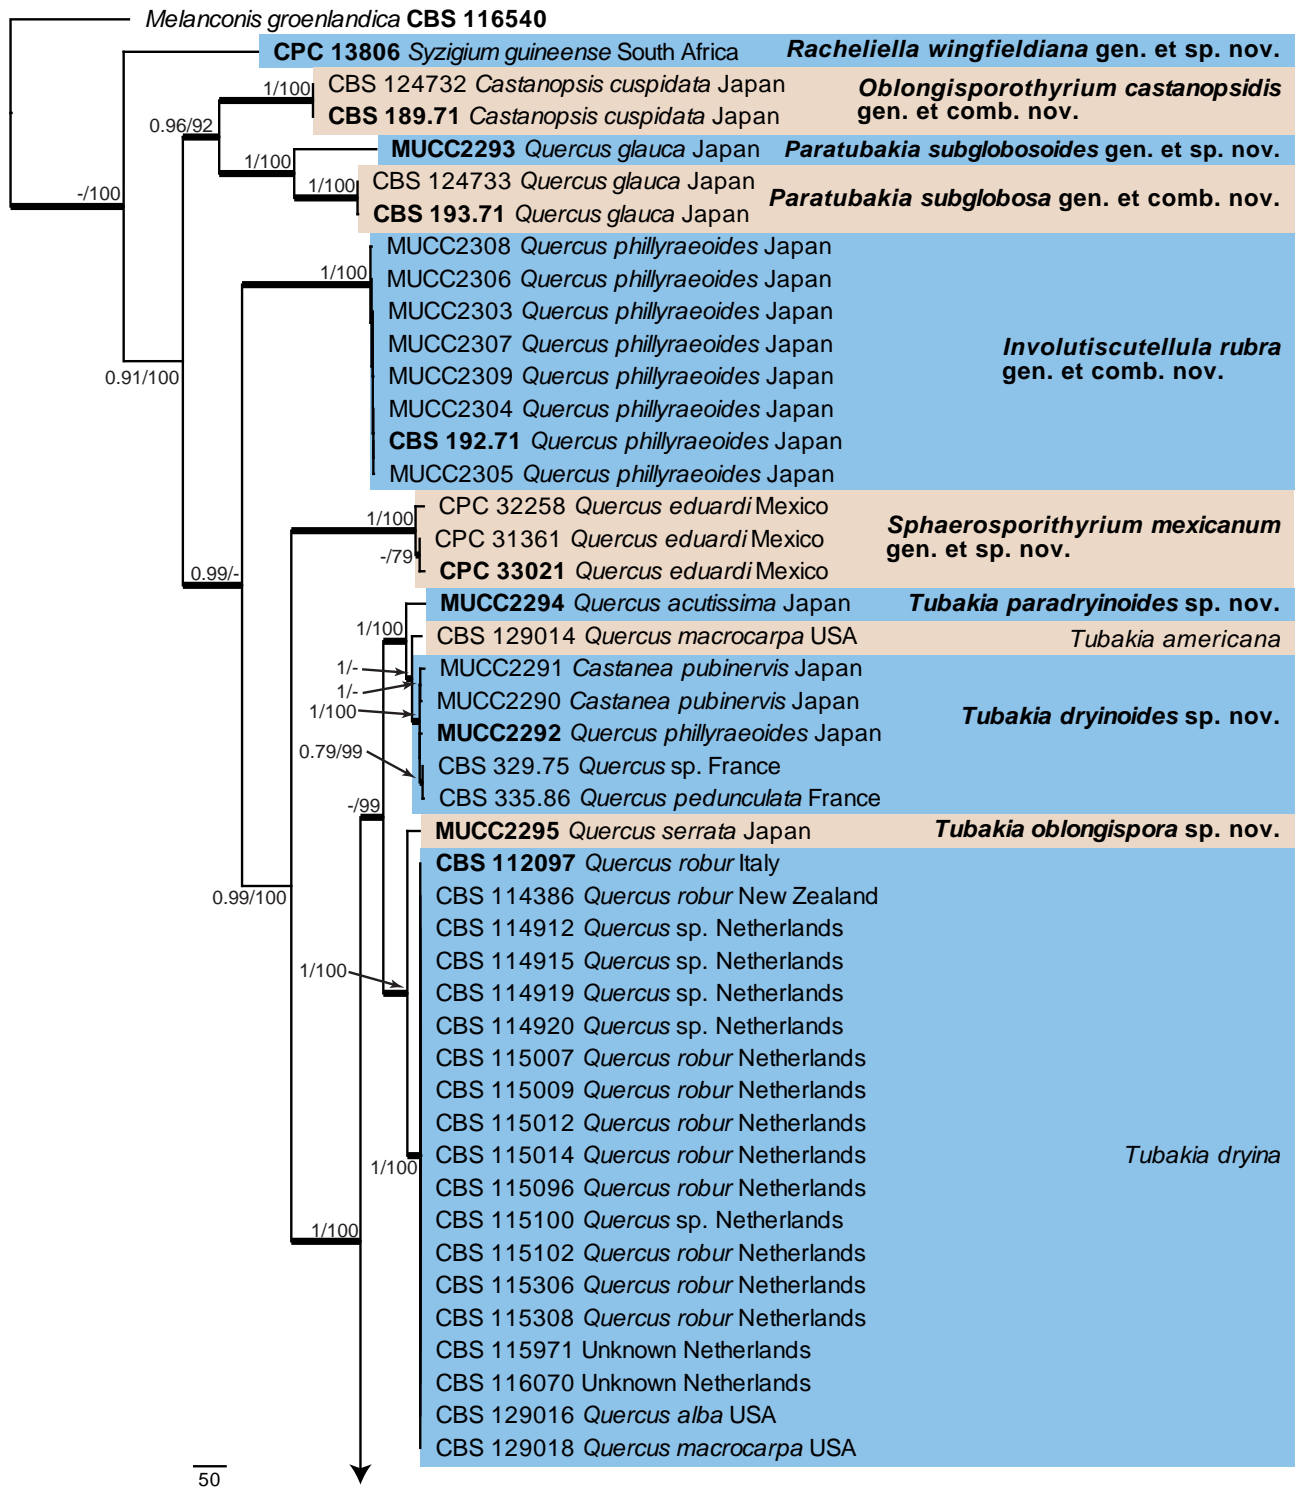 Melanconis groenlandica CBS 116540
CPC 13806 Syzigium guineense South Africa Racheliella wingfieldiana gen. et sp. nov.
1/100
CBS 124732 Castanopsis cuspidata Japan
Oblongisporothyrium castanopsidis
gen. et comb. nov.
CBS 189.71 Castanopsis cuspidata Japan
0.96/92
MUCC2293 Quercus glauca Japan Paratubakia subglobosoides gen. et sp. nov.
1/100
CBS 124733 Quercus glauca Japan
1/100
-/100
Paratubakia subglobosa gen. et comb. nov.
CBS 193.71 Quercus glauca Japan
MUCC2308 Quercus phillyraeoides Japan
1/100
MUCC2306 Quercus phillyraeoides Japan
MUCC2303 Quercus phillyraeoides Japan
MUCC2307 Quercus phillyraeoides Japan
Involutiscutellula rubra
gen. et comb. nov.
MUCC2309 Quercus phillyraeoides Japan
0.91/100
MUCC2304 Quercus phillyraeoides Japan
CBS 192.71 Quercus phillyraeoides Japan
MUCC2305 Quercus phillyraeoides Japan
CPC 32258 Quercus eduardi Mexico
1/100
Sphaerosporithyrium mexicanum
gen. et sp. nov.
CPC 31361 Quercus eduardi Mexico
-/79
CPC 33021 Quercus eduardi Mexico
0.99/-
MUCC2294 Quercus acutissima Japan Tubakia paradryinoides sp. nov.
1/100
CBS 129014 Quercus macrocarpa USA Tubakia americana
1/-
MUCC2291 Castanea pubinervis Japan
1/-
MUCC2290 Castanea pubinervis Japan
1/100
Tubakia dryinoides sp. nov.
MUCC2292 Quercus phillyraeoides Japan
0.79/99
CBS 329.75 Quercus sp. France
CBS 335.86 Quercus pedunculata France
-/99
MUCC2295 Quercus serrata Japan Tubakia oblongispora sp. nov.
CBS 112097 Quercus robur Italy
0.99/100
CBS 114386 Quercus robur New Zealand
CBS 114912 Quercus sp. Netherlands
CBS 114915 Quercus sp. Netherlands
1/100
CBS 114919 Quercus sp. Netherlands
CBS 114920 Quercus sp. Netherlands
CBS 115007 Quercus robur Netherlands
CBS 115009 Quercus robur Netherlands
CBS 115012 Quercus robur Netherlands
CBS 115014 Quercus robur Netherlands
Tubakia dryina
1/100
CBS 115096 Quercus robur Netherlands
CBS 115100 Quercus sp. Netherlands
1/100
CBS 115102 Quercus robur Netherlands
CBS 115306 Quercus robur Netherlands
CBS 115308 Quercus robur Netherlands
CBS 115971 Unknown Netherlands
CBS 116070 Unknown Netherlands
CBS 129016 Quercus alba USA
CBS 129018 Quercus macrocarpa USA
50